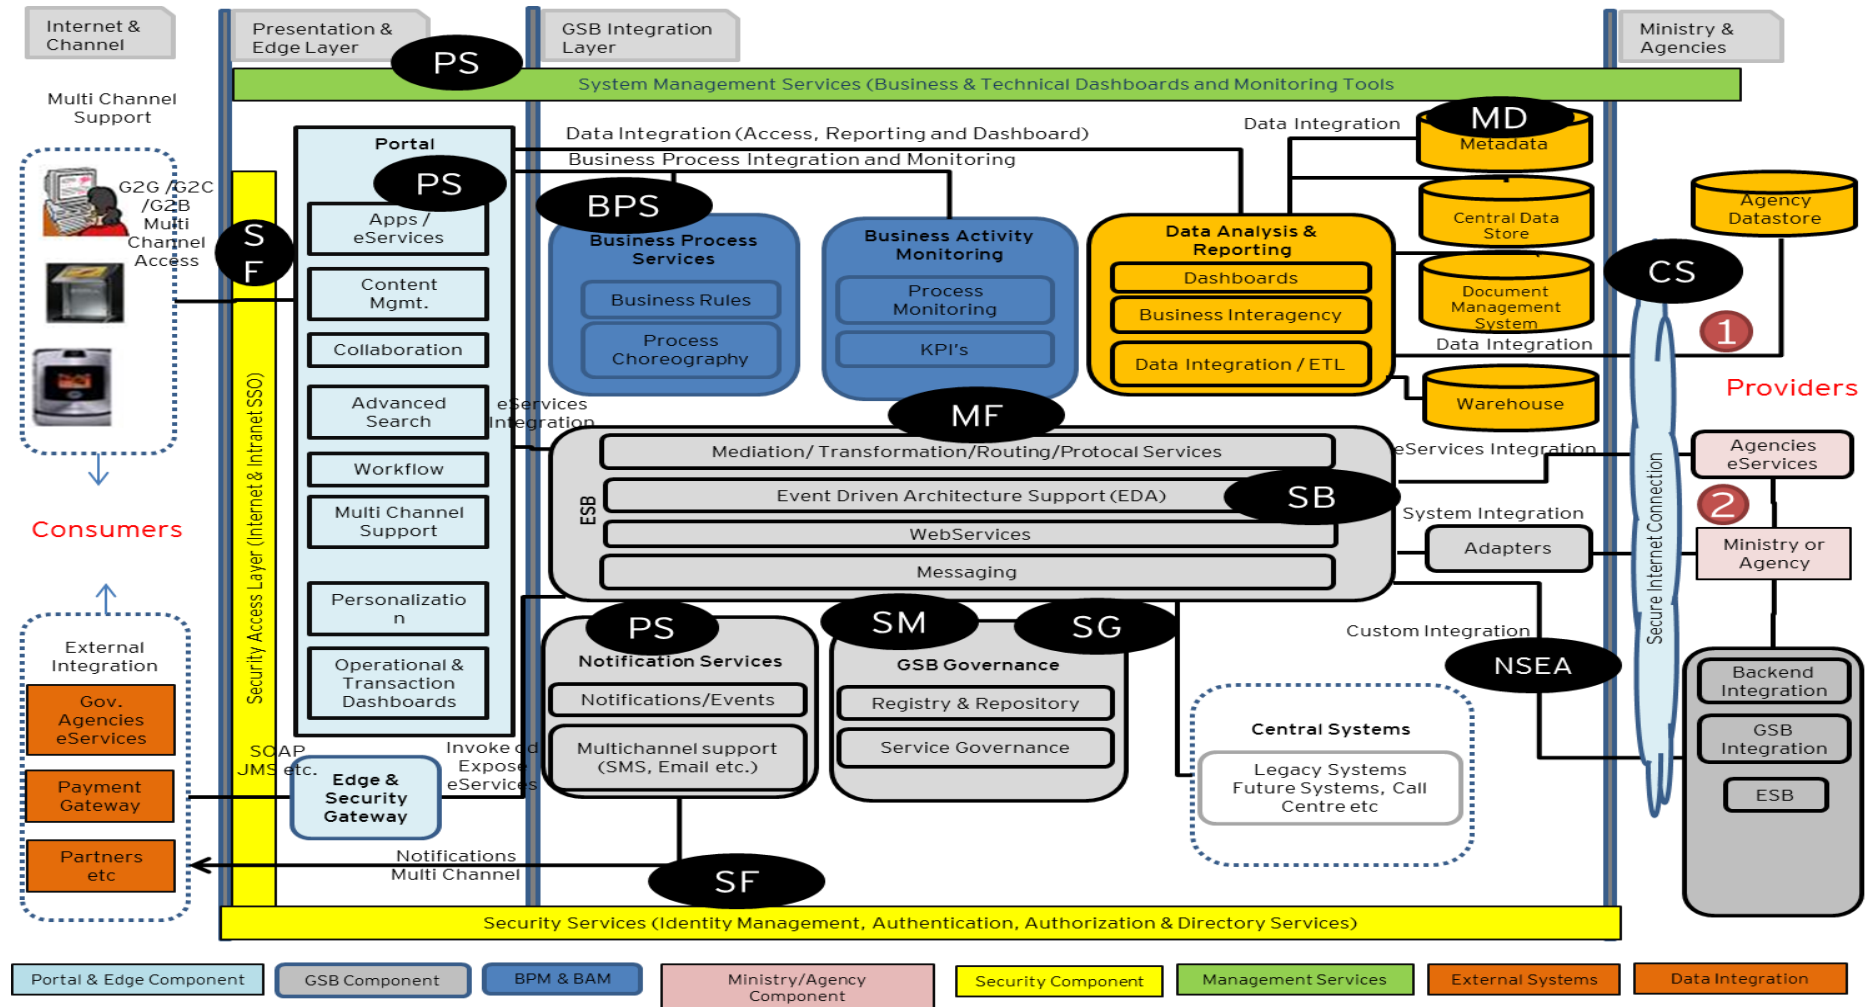 Internet &
Channel
Presentation &
Edge Layer
GSB Integration
Layer
Ministry &
Agencies
PS
System Management Services (Business & Technical Dashboards and Monitoring Tools
Multi Channel
Support
G2G /G2C
/G2B
Multi
Channel
Access
Consumers
External
Integration
Gov.
Agencies
eServices
Payment
Gateway
Partners
etc
S
F
Security Access Layer (Internet & Intranet SSO)
Portal
PS
Apps /
eServices
Content
Mgmt.
Collaboration
Advanced
Search
Workflow
Multi Channel
Support
Personalizatio
n
Operational &
Transaction
Dashboards
SOAP
JMS etc.
Edge &
Security
Gateway
Invoke od
Expose
eServices
Notifications
Multi Channel
Data Integration (Access, Reporting and Dashboard)
Business Process Integration and Monitoring
BPS
Business Process
Services
Business Rules
Process
Choreography
Business Activity
Monitoring
Process
Monitoring
KPI's
Data Analysis &
Reporting
Dashboards
Business Interagency
Data Integration / ETL
Data Integration
MD
Metadata
Central Data
Store
Document
Management
System
Data Integration
Warehouse
Agency
Datastore
CS
1
Providers
eServices
Integration
MF
ESB
Mediation/ Transformation/Routing/Protocal Services
Event Driven Architecture Support (EDA)
SB
WebServices
Messaging
eServices Integration
Agencies
eServices
2
System Integration
Adapters
Ministry or
Agency
Secure Internet Connection
PS
Notification Services
Notifications/Events
Multichannel support
(SMS, Email etc.)
SM
SG
GSB Governance
Registry & Repository
Service Governance
Custom Integration
NSEA
Central Systems
Legacy Systems
Future Systems, Call
Centre etc
Backend
Integration
GSB
Integration
ESB
SF
Security Services (Identity Management, Authentication, Authorization & Directory Services)
Portal & Edge Component
GSB Component
BPM & BAM
Ministry/Agency
Component
Security Component
Management Services
External Systems
Data Integration